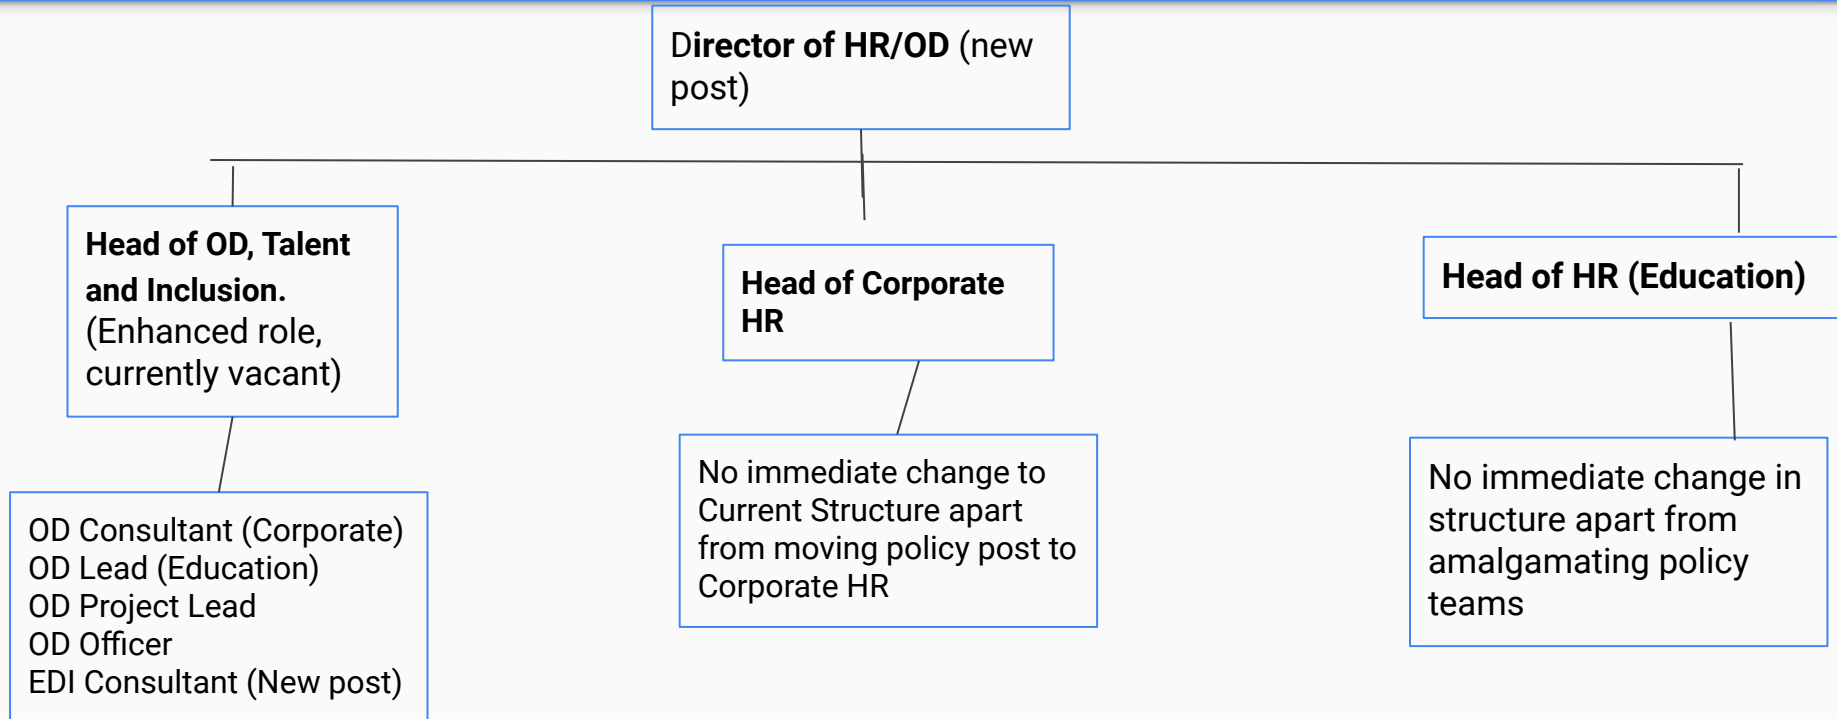 Director of HR/OD (new
post)
Head of OD, Talent
and Inclusion.
(Enhanced role,
currently vacant)
Head of Corporate
HR
Head of HR (Education)
OD Consultant (Corporate)
OD Lead (Education)
OD Project Lead
OD Officer
EDI Consultant (New post)
No immediate change to
Current Structure apart
from moving policy post to
Corporate HR
No immediate change in
structure apart from
amalgamating policy
teams